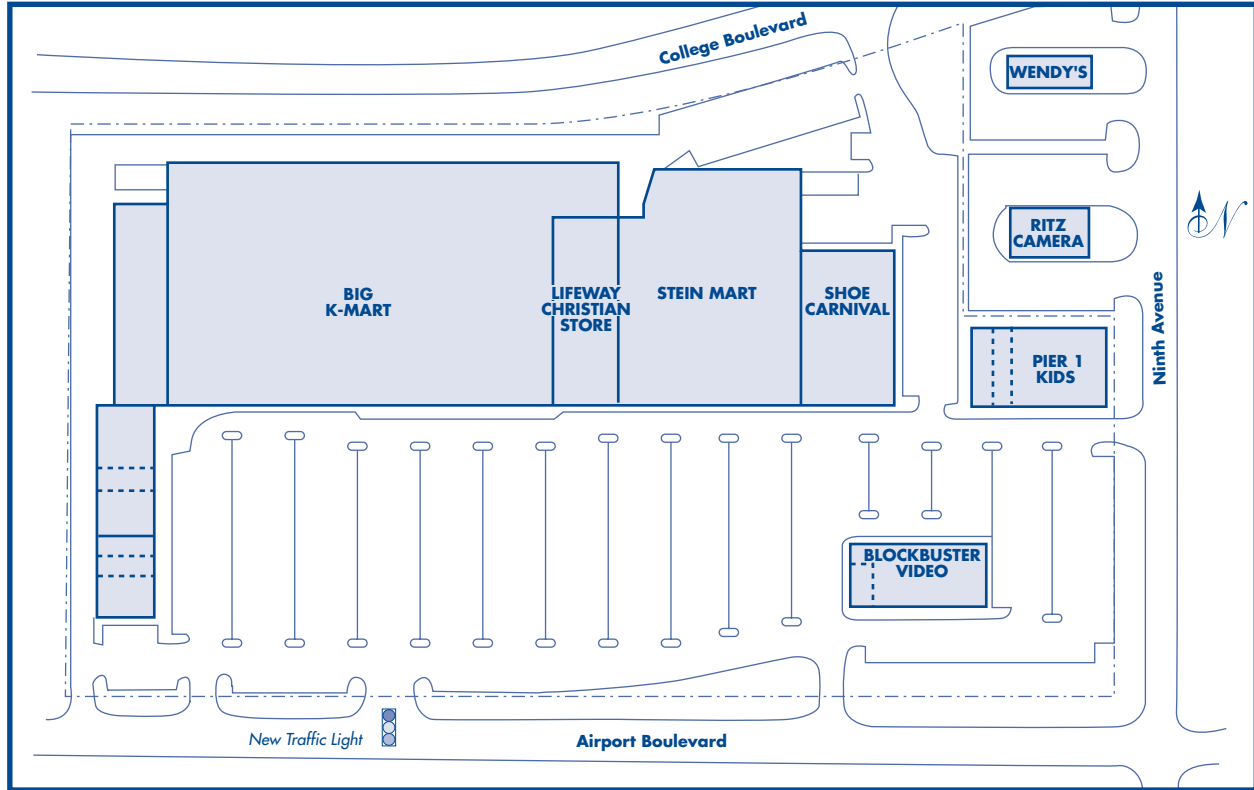 College Boulevard
WENDY'S
RITZ
CAMERA
N
BIG
K-MART
LIFEWAY
CHRISTIAN
STORE
STEIN MART
SHOE
CARNIVAL
PIER 1
KIDS
Ninth Avenue
BLOCKBUSTER
VIDEO
New Traffic Light
Airport Boulevard